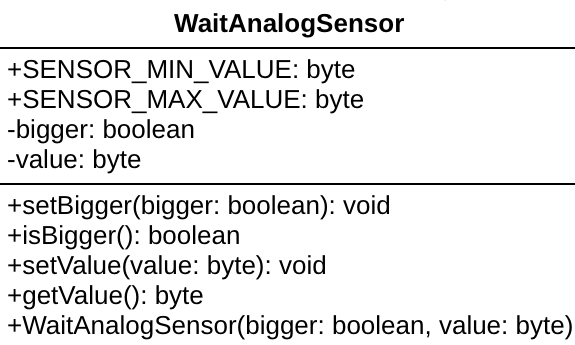 WaitAnalogSensor
+SENSOR_MIN_VALUE: byte
+SENSOR_MAX_VALUE: byte
-bigger: boolean
-value: byte
+setBigger(bigger: boolean): void
+isBigger(): boolean
+setValue(value: byte): void
+getValue(): byte
+WaitAnalogSensor(bigger: boolean, value: byte)